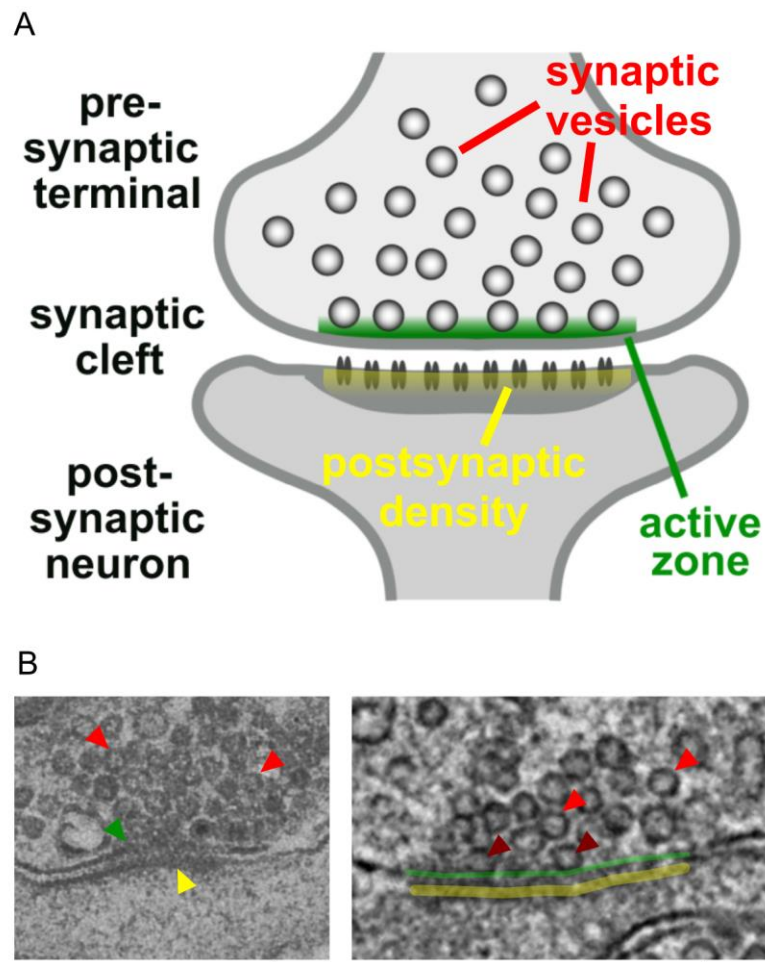 A
pre-
synaptic
terminal
synaptic
vesicles
synaptic
cleft
post-
synaptic
neuron
postsynaptic
density
active
zone
B